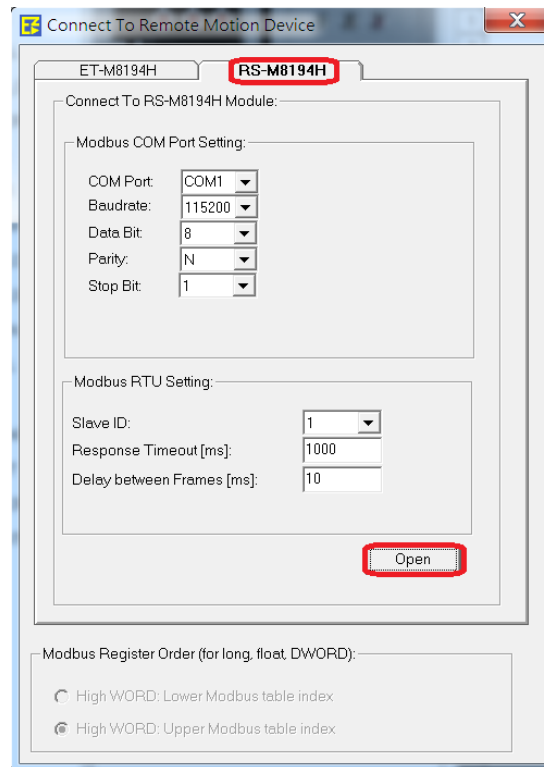 Connect To Remote Motion Device
ET-M8194H RS-M8194H
Connect To RS-M8194H Module:
Modbus COM Port Setting:
COM Port: COM1
Baudrate: 115200
Data Bit: 8
Parity: N
Stop Bit: 1
Modbus RTU Setting:
Slave ID: 1
Response Timeout [ms]: 1000
Delay between Frames [ms]: 10
Open
Modbus Register Order (for long, float, DWORD):
High WORD: Lower Modbus table index
High WORD: Upper Modbus table index